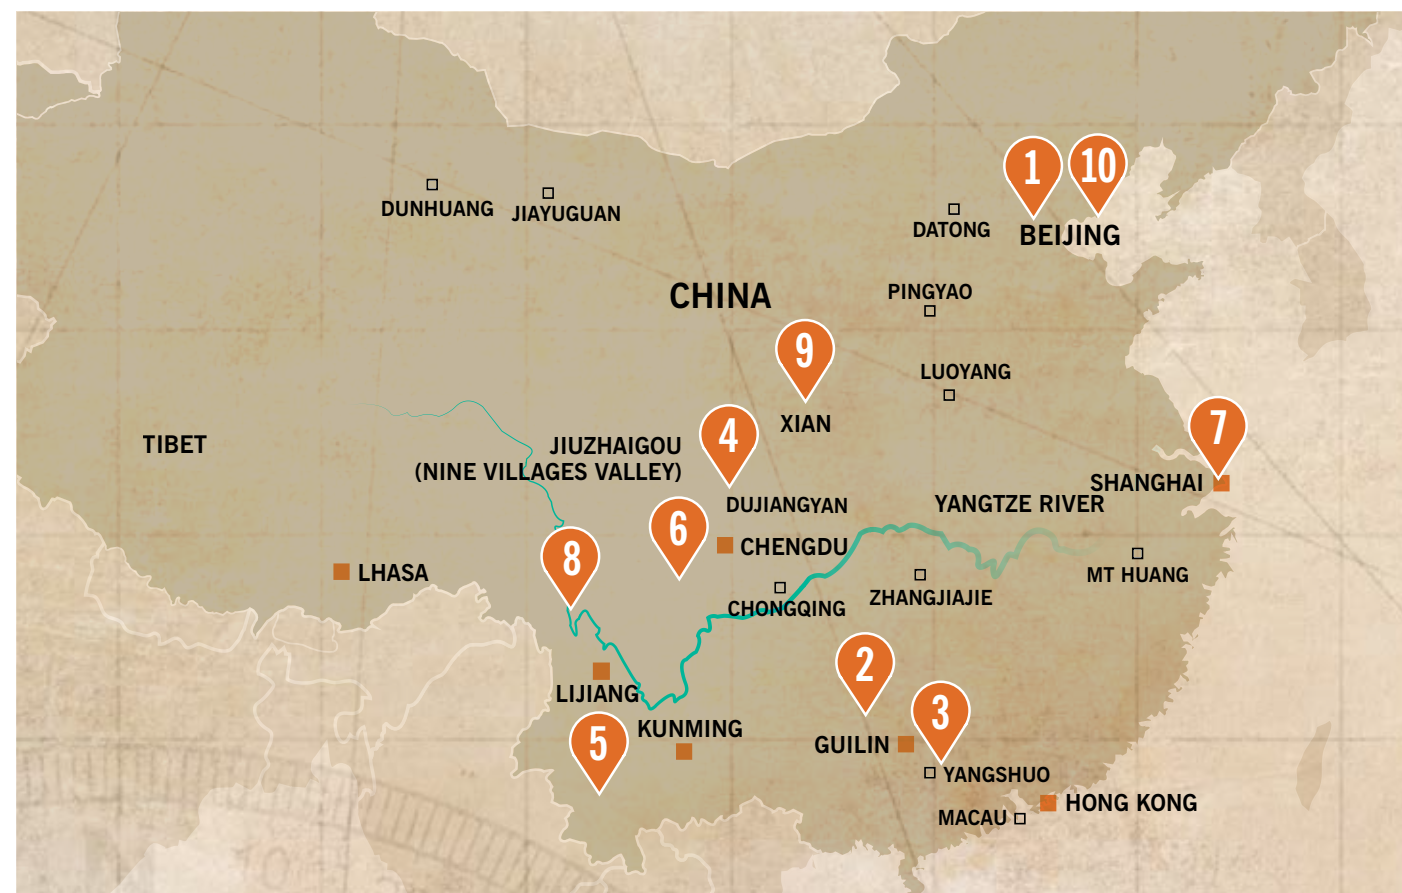 1
10
DUNHUANG
JIAYUGUAN
DATONG
BEIJING
CHINA
PINGYAO
9
LUOYANG
XIAN
TIBET
JIUZHAIGOU
(NINE VILLAGES VALLEY)
4
7
SHANGHAI
DUJIANGYAN
YANGTZE RIVER
6
8
CHENGDU
LHASA
MT HUANG
CHONGQING
ZHANGJIAJIE
2
LIJIANG
3
KUNMING
5
GUILIN
YANGSHUO
HONG KONG
MACAU